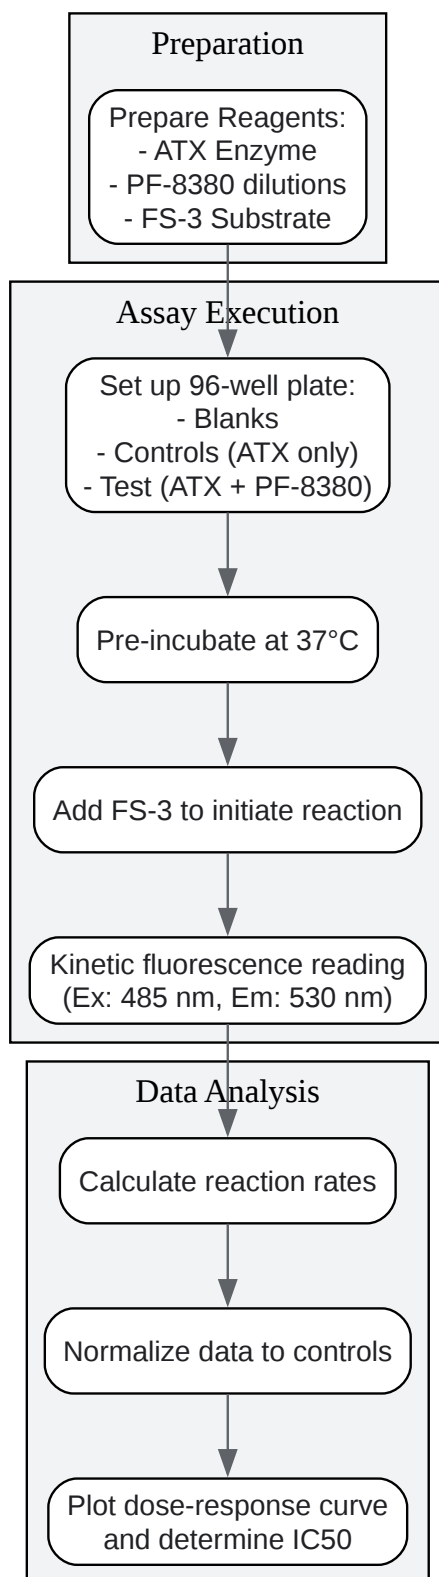 Preparation
Prepare Reagents:
- ATX Enzyme
- PF-8380 dilutions
- FS-3 Substrate
Assay Execution
Set up 96-well plate:
- Blanks
- Controls (ATX only)
- Test (ATX + PF-8380)
Pre-incubate at 37°C
Add FS-3 to initiate reaction
Kinetic fluorescence reading
(Ex: 485 nm, Em: 530 nm)
Data Analysis
Calculate reaction rates
Normalize data to controls
Plot dose-response curve
and determine IC50